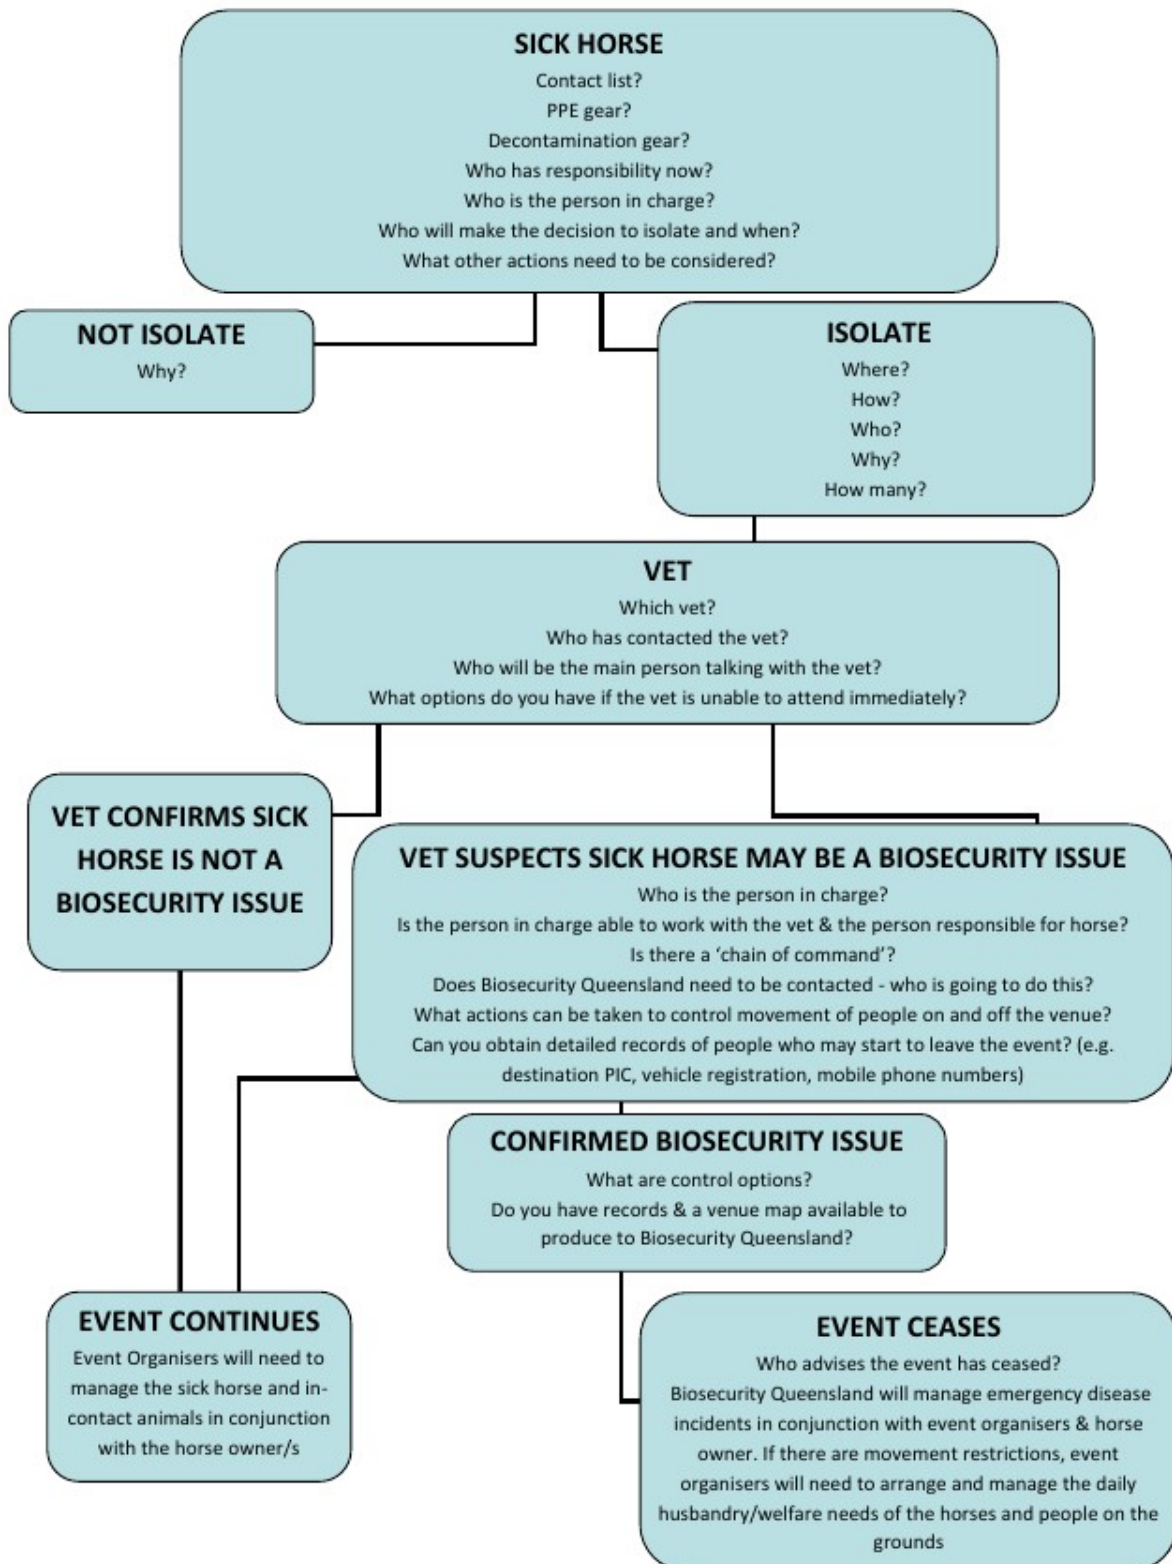 SICK HORSE
Contact list?
PPE gear?
Decontamination gear?
Who has responsibility now?
Who is the person in charge?
Who will make the decision to isolate and when?
What other actions need to be considered?
NOT ISOLATE
Why?
ISOLATE
Where?
How?
Who?
Why?
How many?
VET
Which vet?
Who has contacted the vet?
Who will be the main person talking with the vet?
What options do you have if the vet is unable to attend immediately?
VET CONFIRMS SICK
HORSE IS NOT A
BIOSECURITY ISSUE
VET SUSPECTS SICK HORSE MAY BE A BIOSECURITY ISSUE
Who is the person in charge?
Is the person in charge able to work with the vet & the person responsible for horse?
Is there a ‘chain of command’?
Does Biosecurity Queensland need to be contacted - who is going to do this?
What actions can be taken to control movement of people on and off the venue?
Can you obtain detailed records of people who may start to leave the event? (e.g.
destination PIC, vehicle registration, mobile phone numbers)
CONFIRMED BIOSECURITY ISSUE
What are control options?
Do you have records & a venue map available to
produce to Biosecurity Queensland?
EVENT CONTINUES
Event Organisers will need to
manage the sick horse and in-
contact animals in conjunction
with the horse owner/s
EVENT CEASES
Who advises the event has ceased?
Biosecurity Queensland will manage emergency disease
incidents in conjunction with event organisers & horse
owner. If there are movement restrictions, event
organisers will need to arrange and manage the daily
husbandry/welfare needs of the horses and people on the
grounds